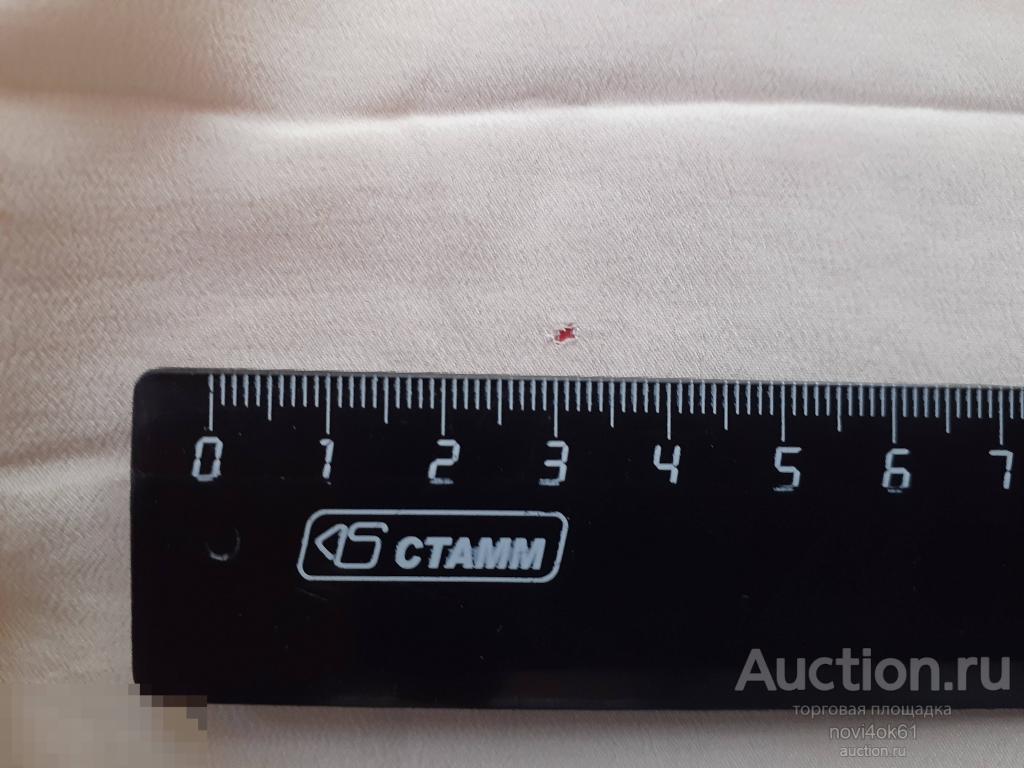 0 1 2 3 4 5 6 7
СТАММ
Auction.ru
торговая площадка
novi4ok61
auction.ru